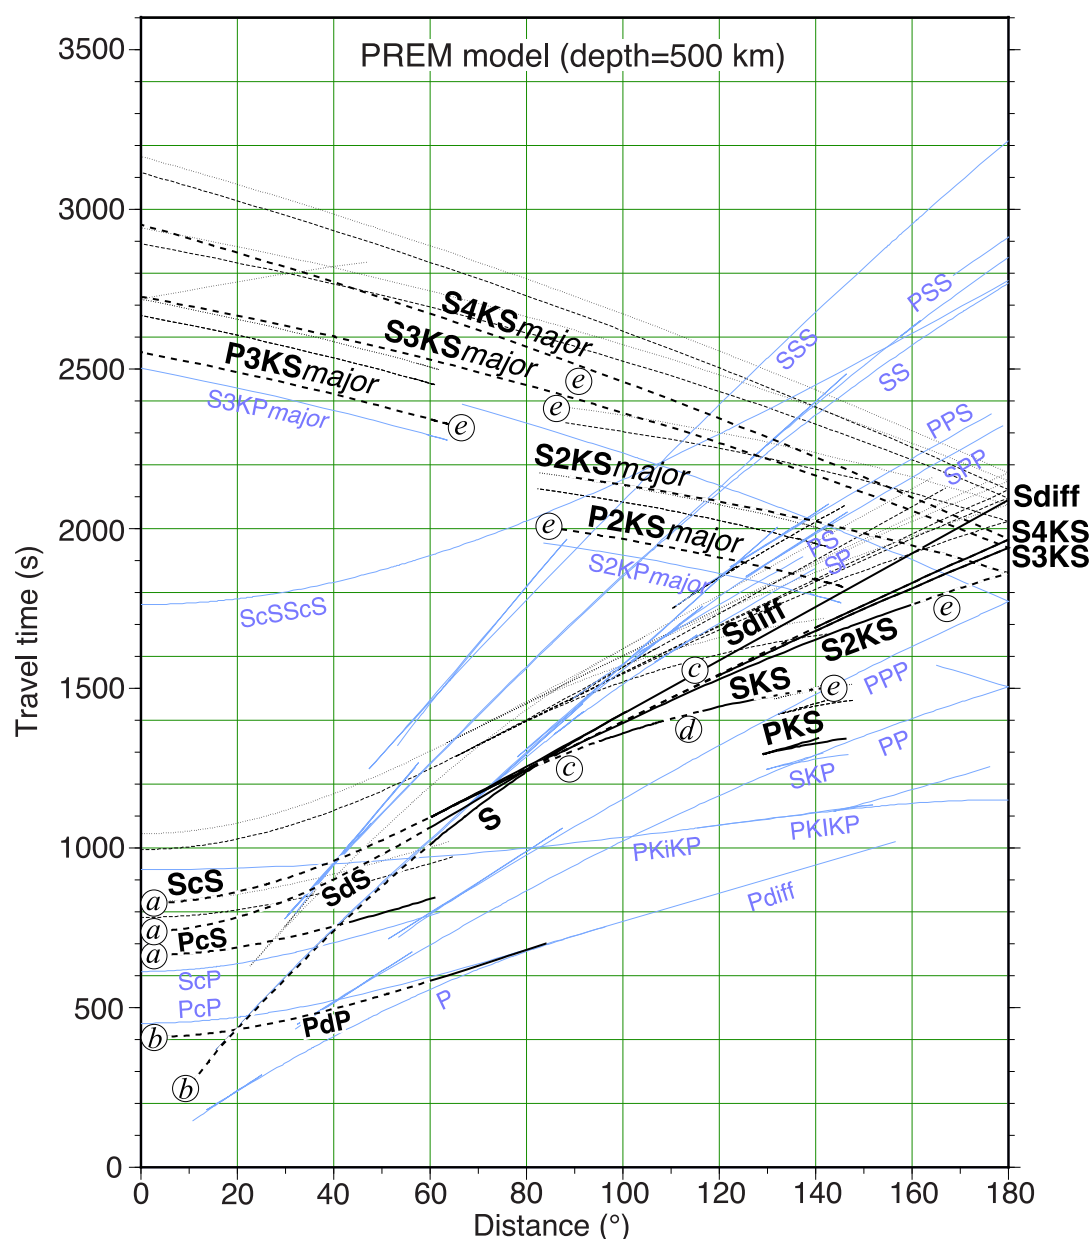 PREM model (depth=500 km)
3500
3000
2500
2000
1500
1000
500
0
Travel time (s)
S4KSmajor
S3KSmajor
P3KSmajor
S3KPmajor
e
e
e
SSS
PSS
SS
PPS
SPP
S2KSmajor
e
P2KSmajor
S2KPmajor
PS
SP
Sdiff
S4KS
S3KS
ScSScS
Sdiff
S2KS
e
c
SKS
e
PPP
PKS
d
c
PP
SKP
S
PKIKP
PKiKP
ScS
SdS
a
a
PcS
a
Pdiff
ScP
PcP
P
PdP
b
b
0 20 40 60 80 100 120 140 160 180
Distance (°)